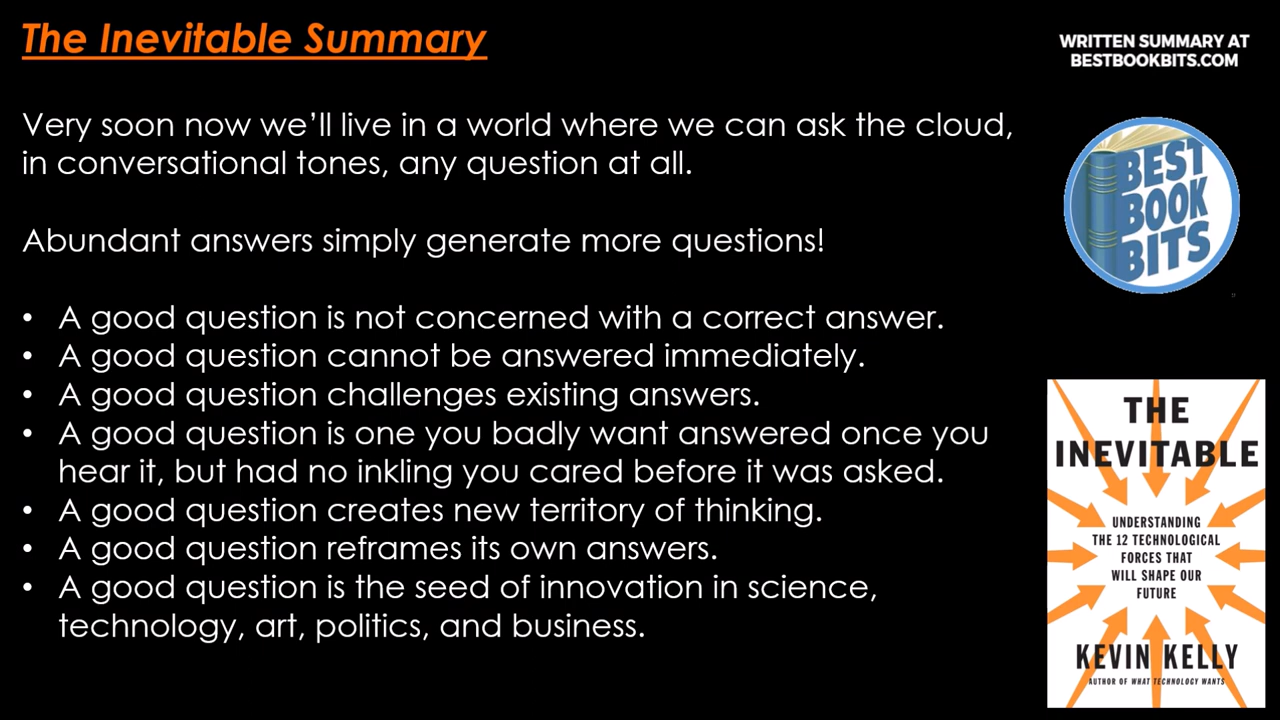 The Inevitable Summary
WRITTEN SUMMARY AT
BESTBOOKBITS.COM
Very soon now we’ll live in a world where we can ask the cloud,
in conversational tones, any question at all.
Abundant answers simply generate more questions!
• A good question is not concerned with a correct answer.
• A good question cannot be answered immediately.
• A good question challenges existing answers.
• A good question is one you badly want answered once you
hear it, but had no inkling you cared before it was asked.
• A good question creates new territory of thinking.
• A good question reframes its own answers.
• A good question is the seed of innovation in science,
technology, art, politics, and business.
BEST
BOOK
BITS
THE
INEVITABLE
UNDERSTANDING
THE 12 TECHNOLOGICAL
FORCES THAT
WILL SHAPE OUR
FUTURE
KEVIN KELLY
AUTHOR OF WHAT TECHNOLOGY WANTS